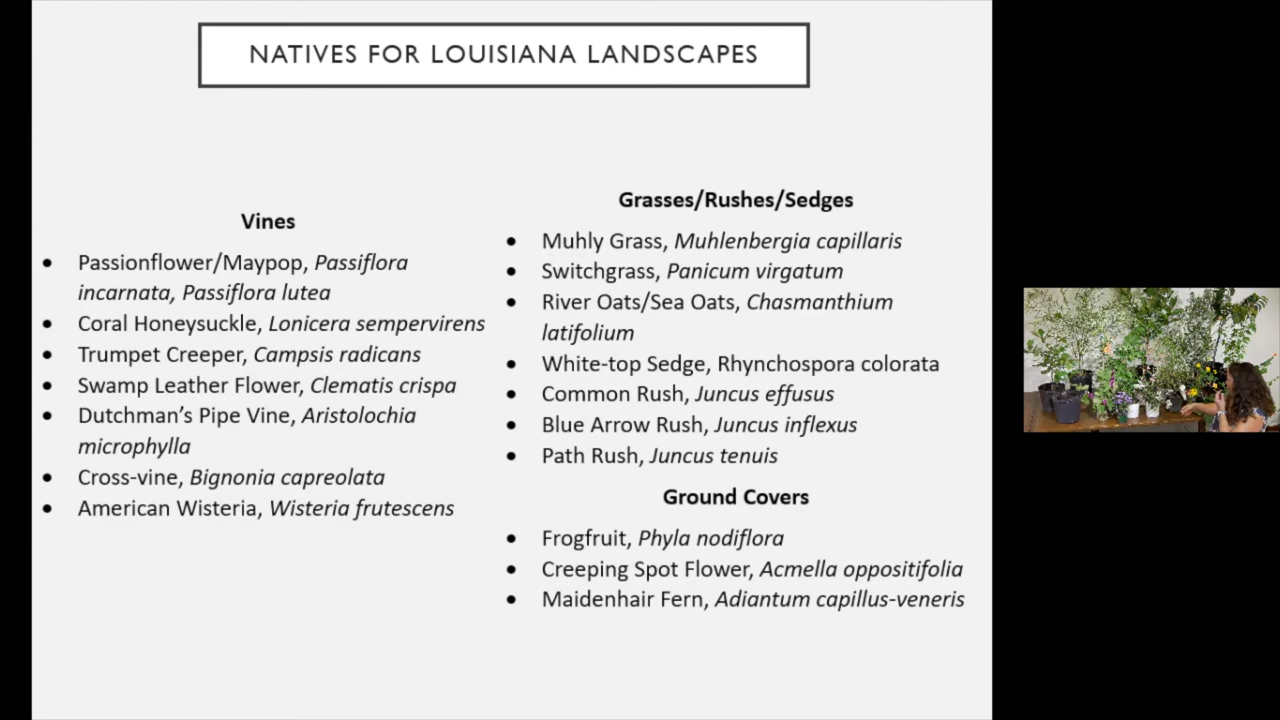 NATIVES FOR LOUISIANA LANDSCAPES
Vines
• Passionflower/Maypop, Passiflora
incarnata, Passiflora lutea
• Coral Honeysuckle, Lonicera sempervirens
• Trumpet Creeper, Campsis radicans
• Swamp Leather Flower, Clematis crispa
• Dutchman’s Pipe Vine, Aristolochia
microphylla
• Cross-vine, Bignonia capreolata
• American Wisteria, Wisteria frutescens
Grasses/Rushes/Sedges
• Muhly Grass, Muhlenbergia capillaris
• Switchgrass, Panicum virgatum
• River Oats/Sea Oats, Chasmanthium
latifolium
• White-top Sedge, Rhynchospora colorata
• Common Rush, Juncus effusus
• Blue Arrow Rush, Juncus inflexus
• Path Rush, Juncus tenuis
Ground Covers
• Frogfruit, Phyla nodiflora
• Creeping Spot Flower, Acmella oppositifolia
• Maidenhair Fern, Adiantum capillus-veneris